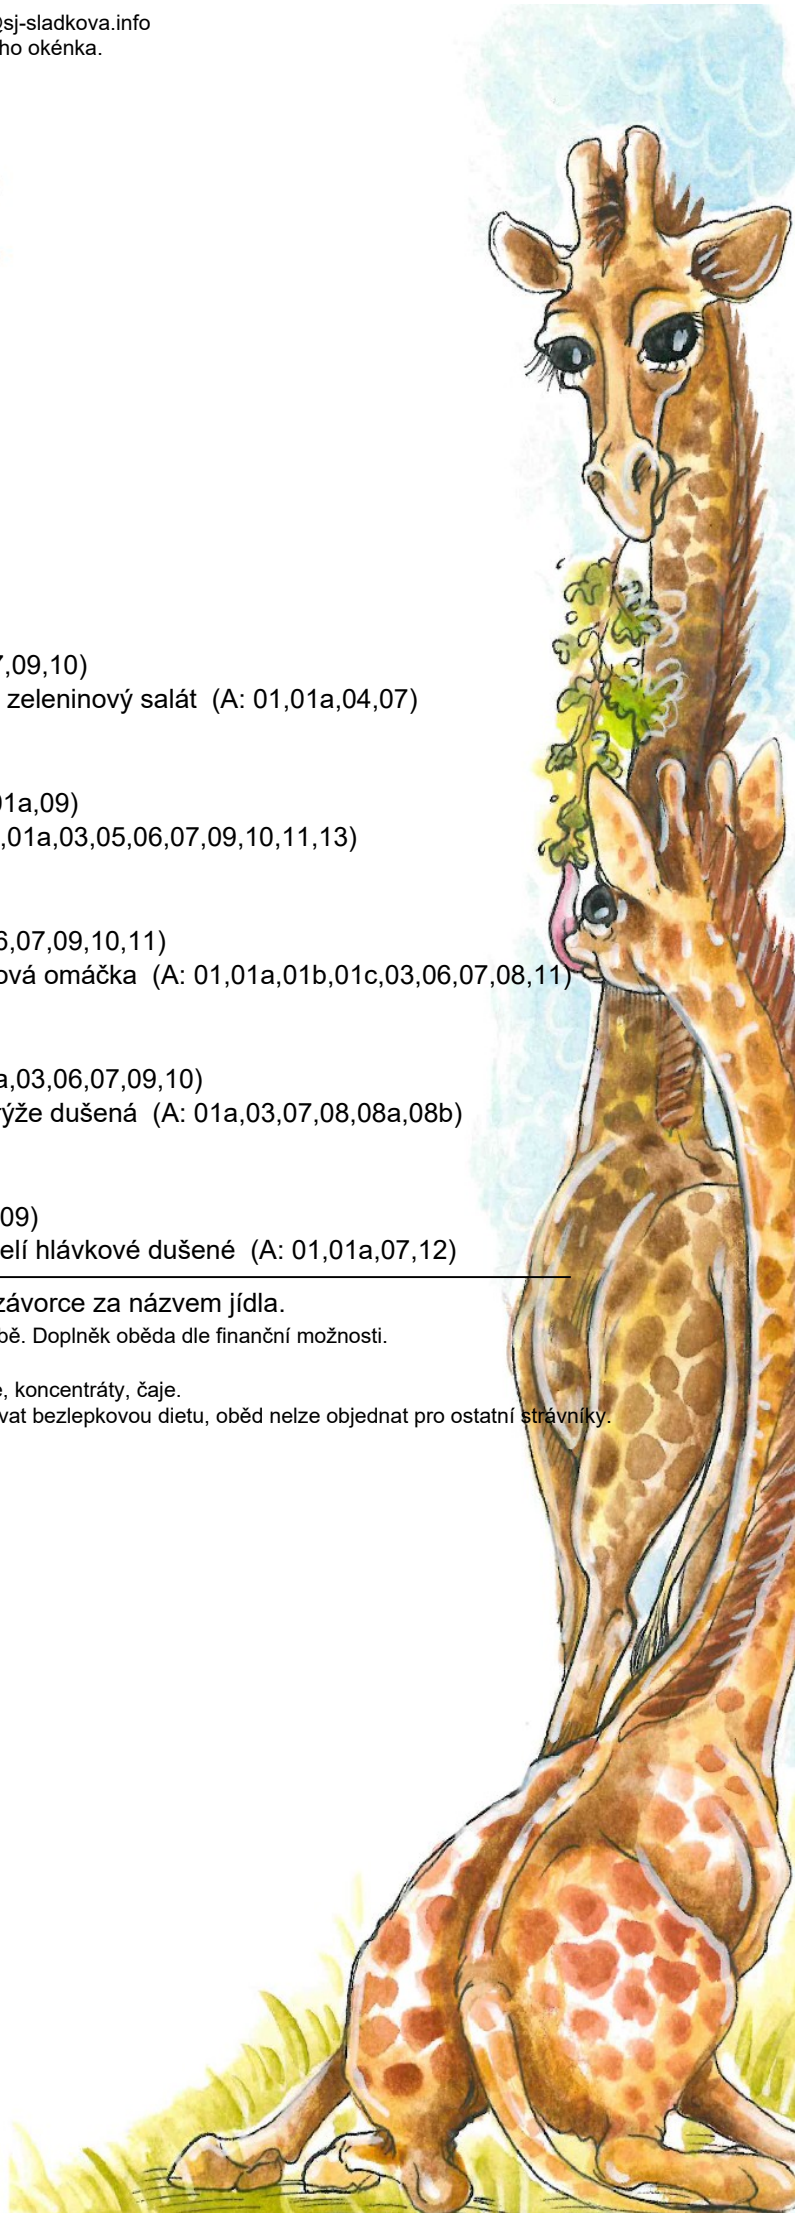 @sj-sladkova.info
ho okénka.
7,09,10)
zeleninový salát (A: 01,01a,04,07)
01a,09)
,01a,03,05,06,07,09,10,11,13)
6,07,09,10,11)
ová omáčka (A: 01,01a,01b,01c,03,06,07,08,11)
a,03,06,07,09,10)
rýže dušená (A: 01a,03,07,08,08a,08b)
09)
elí hlávkové dušené (A: 01,01a,07,12)
závorce za názvem jídla.
bě. Doplněk oběda dle finanční možnosti.
e, koncentráty, čaje.
vat bezlepkovou dietu, oběd nelze objednat pro ostatní strávníky.